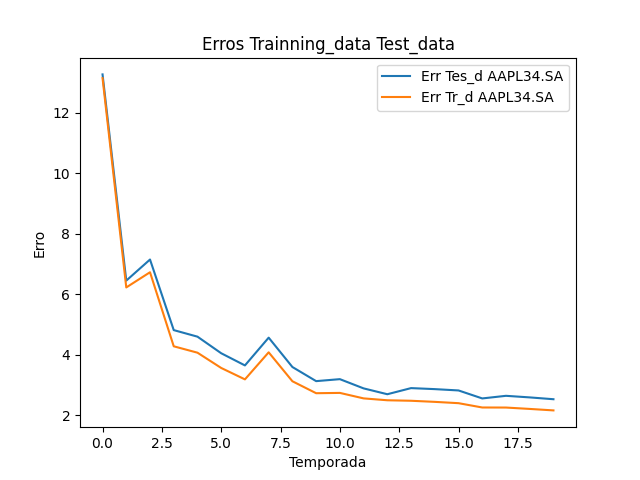 Erros Trainning_data Test_data
Err Tes_d AAPL34.SA
Err Tr_d AAPL34.SA
Erro
12
10
8
6
4
2
0.0 2.5 5.0 7.5 10.0 12.5 15.0 17.5
Temporada